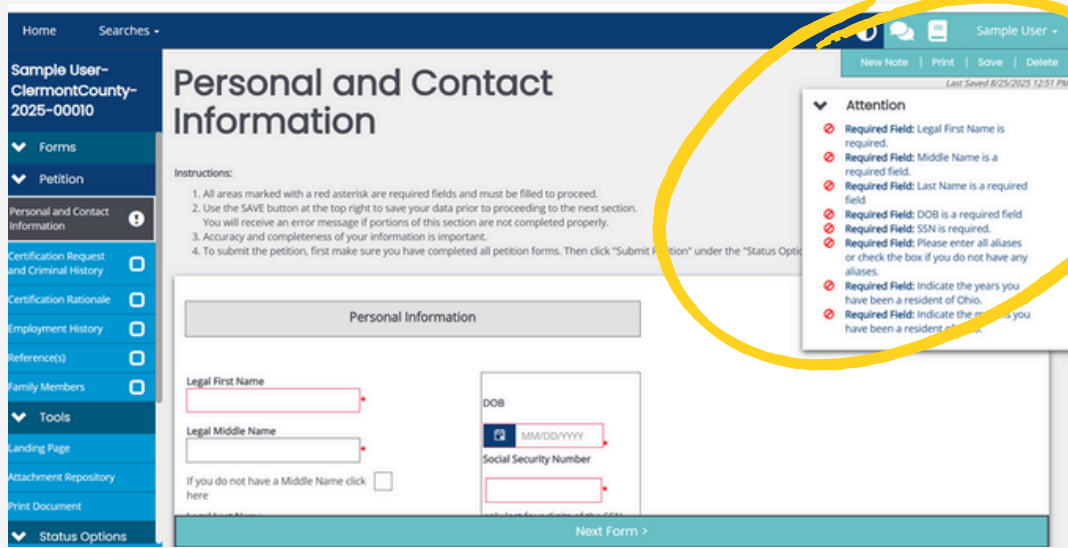 Home Searches
Sample User
New Note | Print | Save | Delete
Last Saved 8/25/2025 12:51 PM
Sample User-
ClermontCounty-
2025-00010
Forms
Petition
Personal and Contact
Information
Certification Request
and Criminal History
Certification Rationale
Employment History
Reference(s)
Family Members
Tools
Landing Page
Attachment Repository
Print Document
Status Options
Personal and Contact
Information
Instructions:
1. All areas marked with a red asterisk are required fields and must be filled to proceed.
2. Use the SAVE button at the top right to save your data prior to proceeding to the next section.
You will receive an error message if portions of this section are not completed properly.
3. Accuracy and completeness of your information is important.
4. To submit the petition, first make sure you have completed all petition forms. Then click "Submit Petition" under the "Status Optio
Attention
Required Field: Legal First Name is
required.
Required Field: Middle Name is a
required field.
Required Field: Last Name is a required
field
Required Field: DOB is a required field
Required Field: SSN is required.
Required Field: Please enter all aliases
or check the box if you do not have any
aliases.
Required Field: Indicate the years you
have been a resident of Ohio.
Required Field: Indicate the months you
have been a resident of
Personal Information
Legal First Name *
Legal Middle Name *
If you do not have a Middle Name click
here
DOB
MM/DD/YYYY *
Social Security Number
*
Next Form >